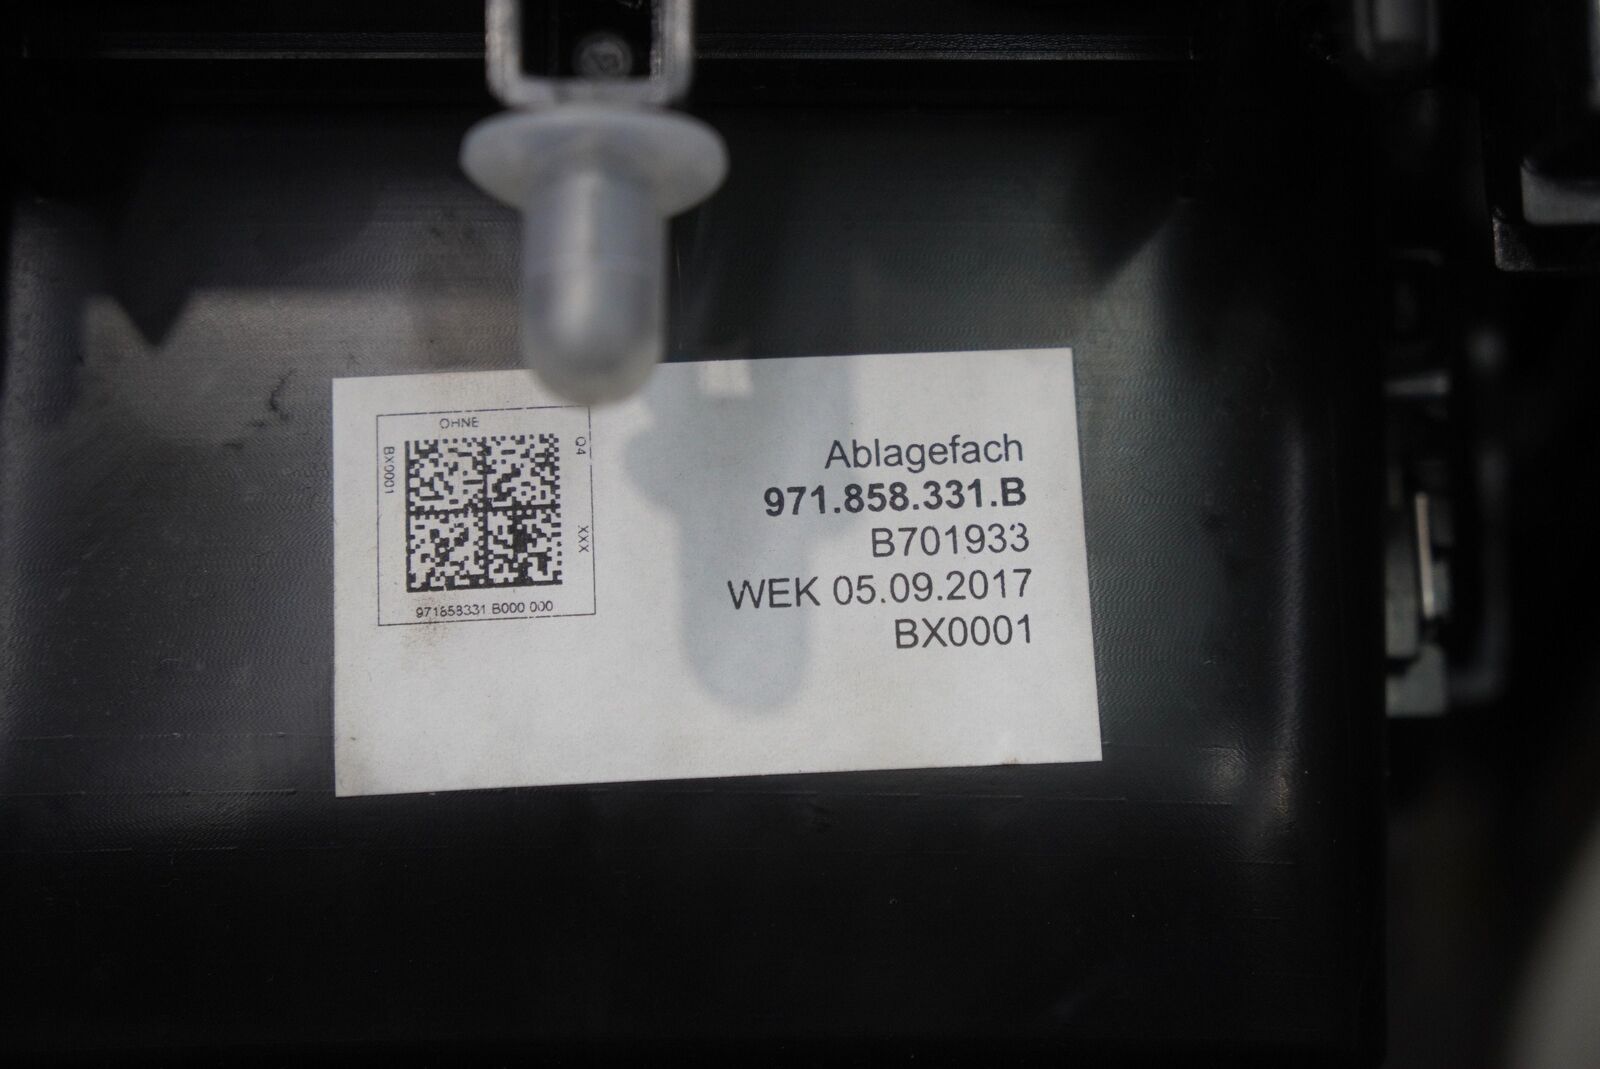 OHNE
BX0001
Q4
XXX
971858331 B000 000
Ablagefach
971.858.331.B
B701933
WEK 05.09.2017
BX0001